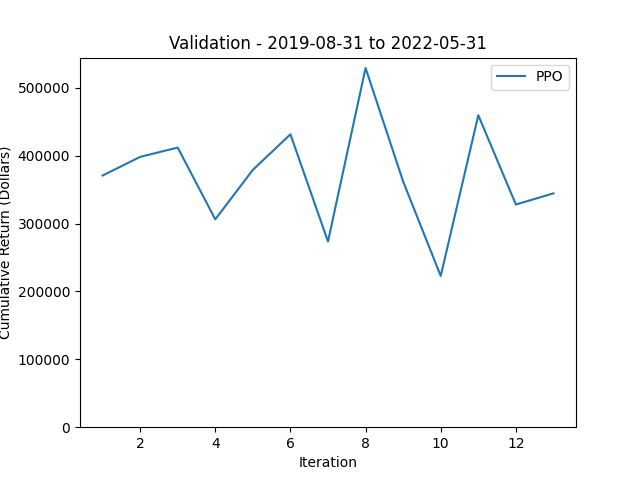 Validation - 2019-08-31 to 2022-05-31
PPO
Cumulative Return (Dollars)
500000
400000
300000
200000
100000
0
2 4 6 8 10 12
Iteration